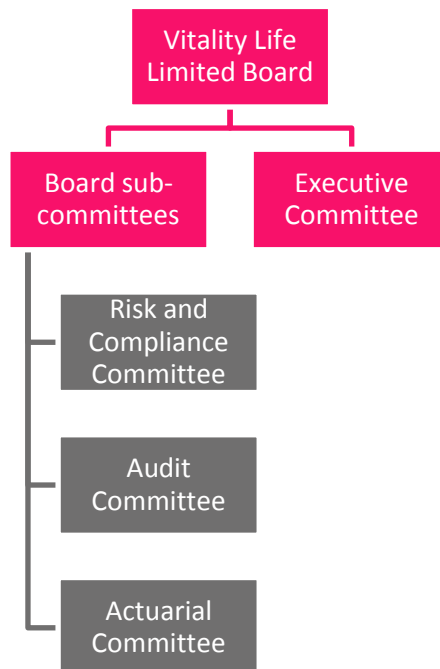 Vitality Life
Limited Board
Board sub-
committees
Executive
Committee
Risk and
Compliance
Committee
Audit
Committee
Actuarial
Committee